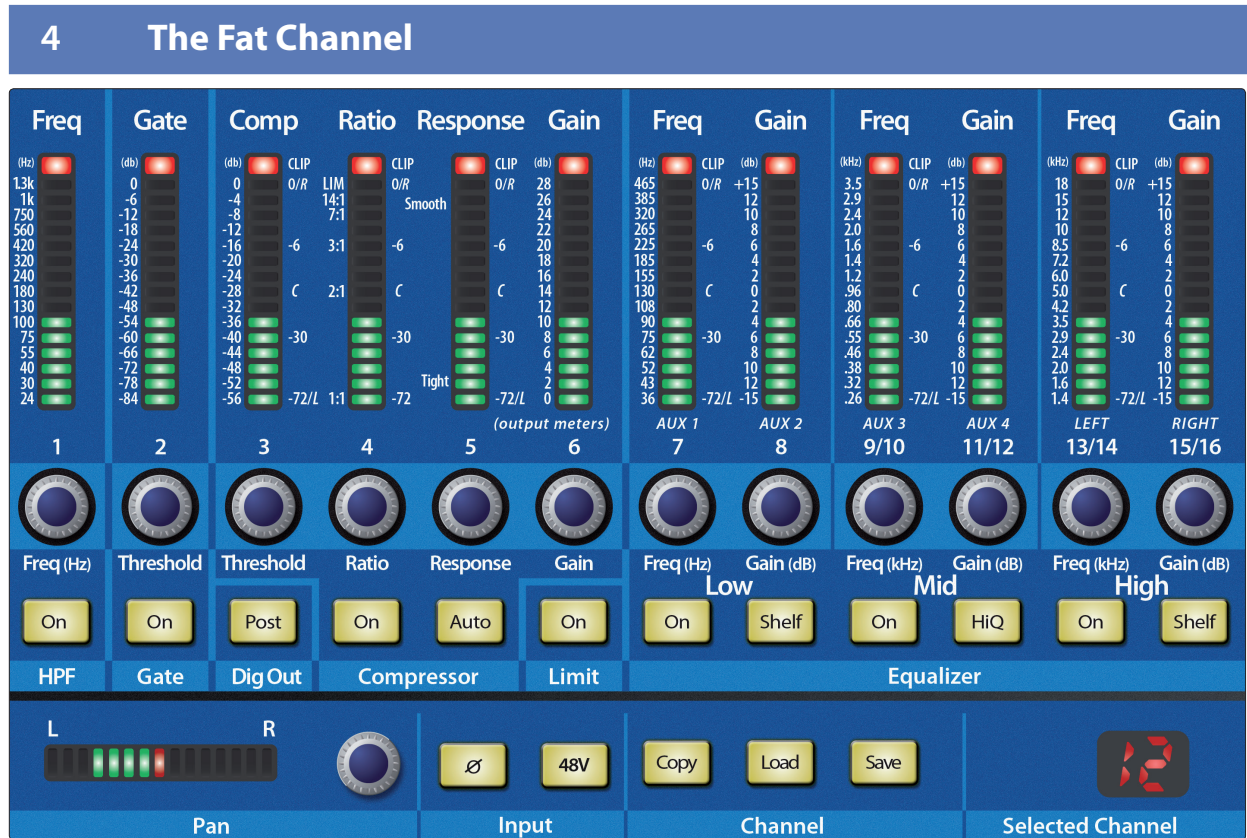 4 The Fat Channel
Freq Gate Comp Ratio Response Gain Freq Gain Freq Gain Freq Gain
(Hz) (db) (db) CLIP CLIP CLIP (db) (Hz) CLIP (db) (kHz) CLIP (db) (kHz) CLIP (db)
1.3k 0 0 0/R LIM 0/R 0/R 28 465 0/R +15 3.5 0/R +15 18 0/R +15
1k -6 -4 14:1 Smooth 26 385 12 2.9 12 15 12
750 -12 -8 7:1 24 320 10 2.4 10 12 10
560 -18 -12 22 265 8 2.0 8 10 8
420 -24 -16 -6 3:1 -6 -6 20 225 -6 6 1.6 -6 6 8.5 -6 6
320 -30 -20 18 185 4 1.4 4 7.2 4
240 -36 -24 16 155 2 1.2 2 6.0 2
180 -42 -28 C 2:1 C C 14 130 C 0 .96 C 0 5.0 C 0
130 -48 -32 12 108 2 .80 2 4.2 2
100 -54 -36 10 90 4 .66 4 3.5 4
75 -60 -40 -30 -30 -30 8 75 -30 6 .55 -30 6 2.9 -30 6
55 -66 -44 6 62 8 .46 8 2.4 8
40 -72 -48 4 52 10 .38 10 2.0 10
30 -78 -52 Tight 2 43 12 .32 12 1.6 12
24 -84 -56 -72/L 1:1 -72 -72/L 0 36 -72/L -15 .26 -72/L -15 1.4 -72/L -15
(output meters) AUX 1 AUX 2 AUX 3 AUX 4 LEFT RIGHT
1 2 3 4 5 6 7 8 9/10 11/12 13/14 15/16
Freq (Hz) Threshold Threshold Ratio Response Gain Freq (Hz) Gain (dB) Freq (kHz) Gain (dB) Freq (kHz) Gain (dB)
Low Mid High
On On Post On Auto On On Shelf On HiQ On Shelf
HPF Gate Dig Out Compressor Limit Equalizer
L R
Ø 48V Copy Load Save 12
Pan Input Channel Selected Channel